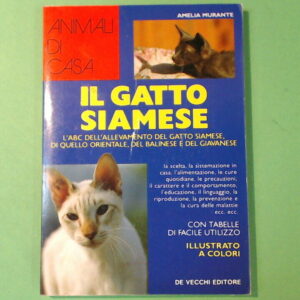 AMELIA MURANTE
ANIMALI
DI
CASA
IL GATTO
SIAMESE
L'ABC DELL'ALLEVAMENTO DEL GATTO SIAMESE,
DI QUELLO ORIENTALE, DEL BALINESE E DEL GIAVANESE
la scelta, la sistemazione in
casa, l'alimentazione, le cure
quotidiane, le precauzioni,
il carattere e il comportamento,
l'educazione, il linguaggio, la
riproduzione, la prevenzione e
la cura delle malattie
ecc. ecc.
CON TABELLE
DI FACILE UTILIZZO
ILLUSTRATO
A COLORI
DE VECCHI EDITORE